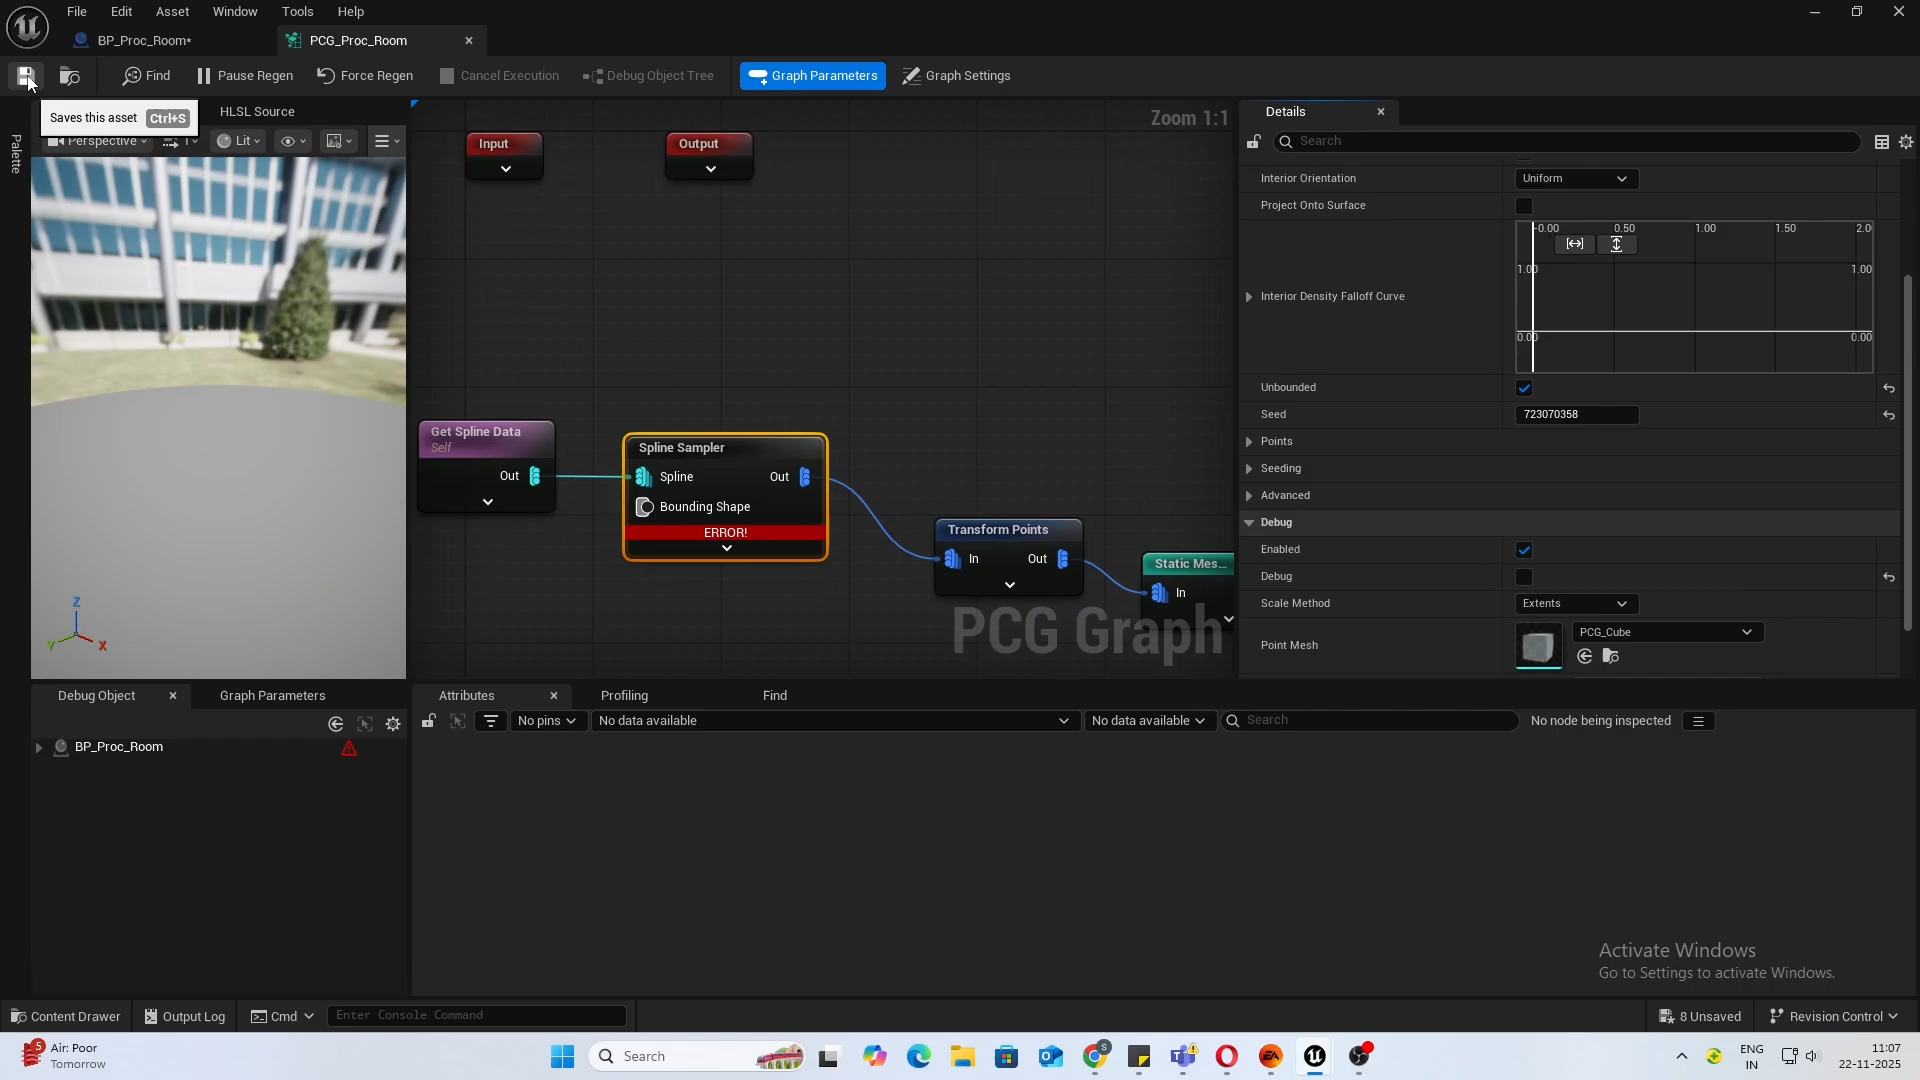 File Edit Asset Window Tools Help
BP_Proc_Room*
PCG_Proc_Room
Find Pause Regen Force Regen Cancel Execution Debug Object Tree Graph Parameters Graph Settings
Saves this asset Ctrl+S
HLSL Source
Perspective
Lit
Palette
Zoom 1:1
Input
Output
Get Spline Data
Self
Out
Spline Sampler
Spline Out
Bounding Shape
ERROR!
Transform Points
In Out
Static Mes...
In
PCG Graph
Z
Y
X
Details
Search
Interior Orientation Uniform
Project Onto Surface
-0.00 0.50 1.00 1.50 2.0
1.00 1.00
Interior Density Falloff Curve
0.00 0.00
Unbounded
Seed 723070358
Points
Seeding
Advanced
Debug
Enabled
Debug
Scale Method Extents
Point Mesh PCG_Cube
Debug Object Graph Parameters
BP_Proc_Room
Attributes Profiling Find
No pins No data available No data available Search No node being inspected
Activate Windows
Go to Settings to activate Windows.
Content Drawer Output Log Cmd Enter Console Command 8 Unsaved Revision Control
5 Air: Poor
Tomorrow
Search
S
EA
ENG
IN
11:07
22-11-2025